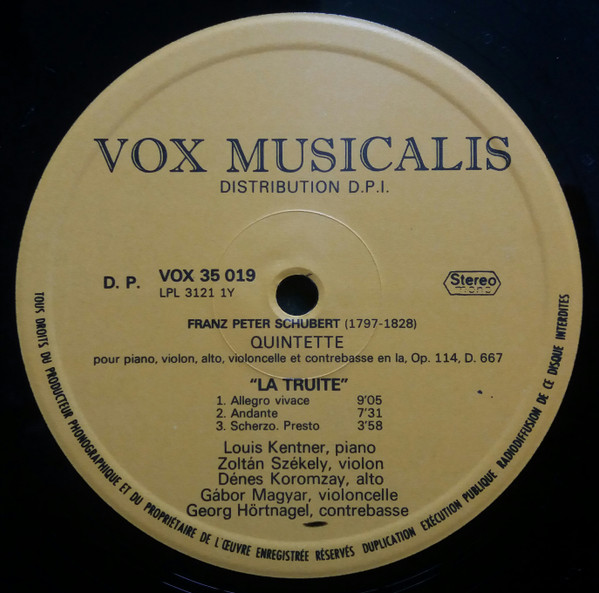 VOX MUSICALIS
DISTRIBUTION D.P.I.
D. P. VOX 35 019
LPL 3121 1Y
Stereo
mono
FRANZ PETER SCHUBERT (1797-1828)
QUINTETTE
pour piano, violon, alto, violoncelle et contrebasse en la, Op. 114, D. 667
"LA TRUITE"
1. Allegro vivace 9'05
2. Andante 7'31
3. Scherzo. Presto 3'58
Louis Kentner, piano
Zoltán Székely, violon
Dénes Koromzay, alto
Gábor Magyar, violoncelle
Georg Hörtnagel, contrebasse
TOUS DROITS DU PRODUCTEUR PHONOGRAPHIQUE ET DU PROPRIÉTAIRE DE L'ŒUVRE ENREGISTRÉE RÉSERVÉS DUPLICATION EXÉCUTION PUBLIQUE RADIODIFFUSION DE CE DISQUE INTERDITES